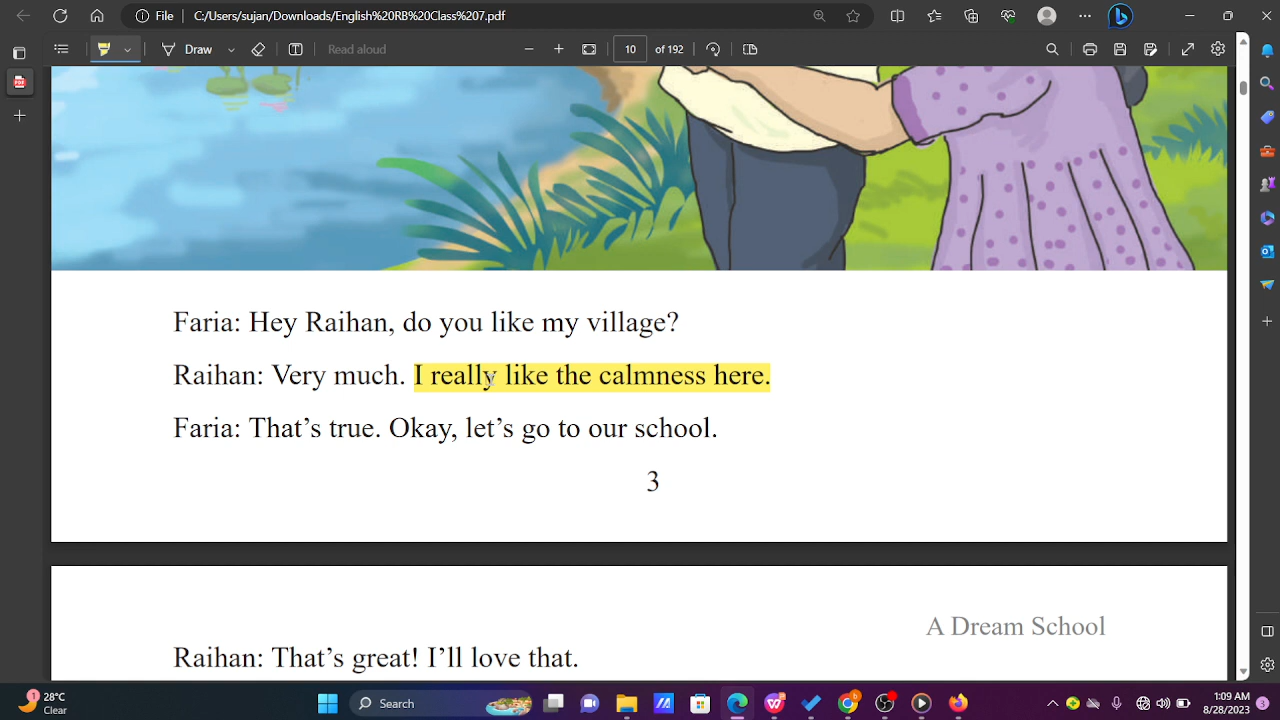 File
C:/Users/sujan/Downloads/English%20RB%20Class%207.pdf
Draw
Read aloud
10 of 192
Faria: Hey Raihan, do you like my village?
Raihan: Very much. I really like the calmness here.
Faria: That’s true. Okay, let’s go to our school.
3
A Dream School
Raihan: That’s great! I’ll love that.
1
28°C
Clear
Search
1:09 AM
8/28/2023
3